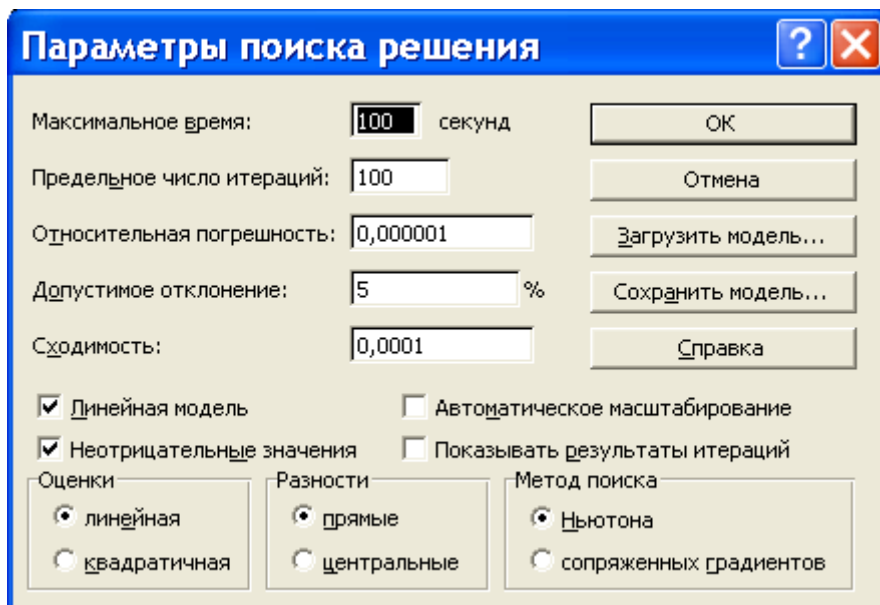 Параметры поиска решения
Максимальное время: 100 секунд OK
Предельное число итераций: 100 Отмена
Относительная погрешность: 0,000001 Загрузить модель...
Допустимое отклонение: 5 % Сохранить модель...
Сходимость: 0,0001 Справка
Линейная модель Автоматическое масштабирование
Неотрицательные значения Показывать результаты итераций
Оценки Разности Метод поиска
линейная прямые Ньютона
квадратичная центральные сопряженных градиентов